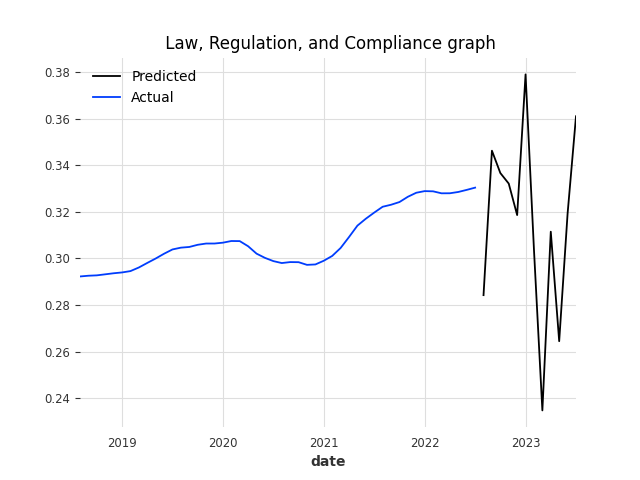 Law, Regulation, and Compliance graph
Predicted
Actual
0.38
0.36
0.34
0.32
0.30
0.28
0.26
0.24
2019 2020 2021 2022 2023
date